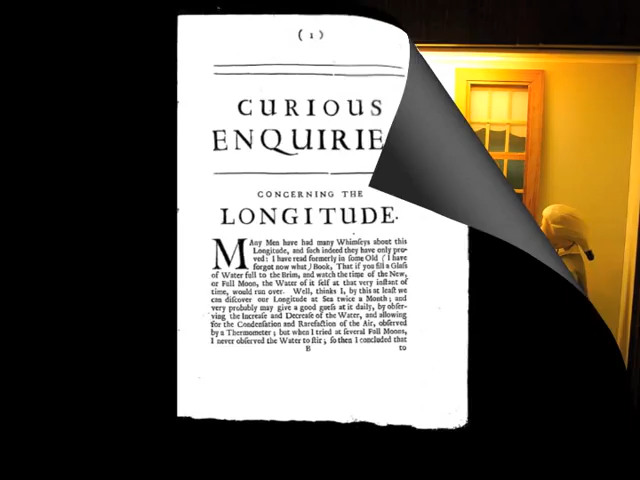 ( 1 )
CURIOUS
ENQUIRIE
CONCERNING THE
LONGITUDE.
MAny Men have had many Whimseys about this
Longitude, and such indeed they have only pro-
ved: I have read formerly in some Old (I have
forgot now what) Book, That if you fill a Glass
of Water full to the Brim, and watch the time of the New,
or Full Moon, the Water of it self at that very instant of
time, would run over. Well, thinks I, by this at least we
can discover our Longitude at Sea twice a Month; and
very probably may give a good guess at it daily, by obser-
ving the Increase and Decrease of the Water, and allowing
for the Condensation and Rarefaction of the Air, observed
by a Thermometer; but when I tried at several Full Moons,
I never observed the Water to stir; so then I concluded that
B to